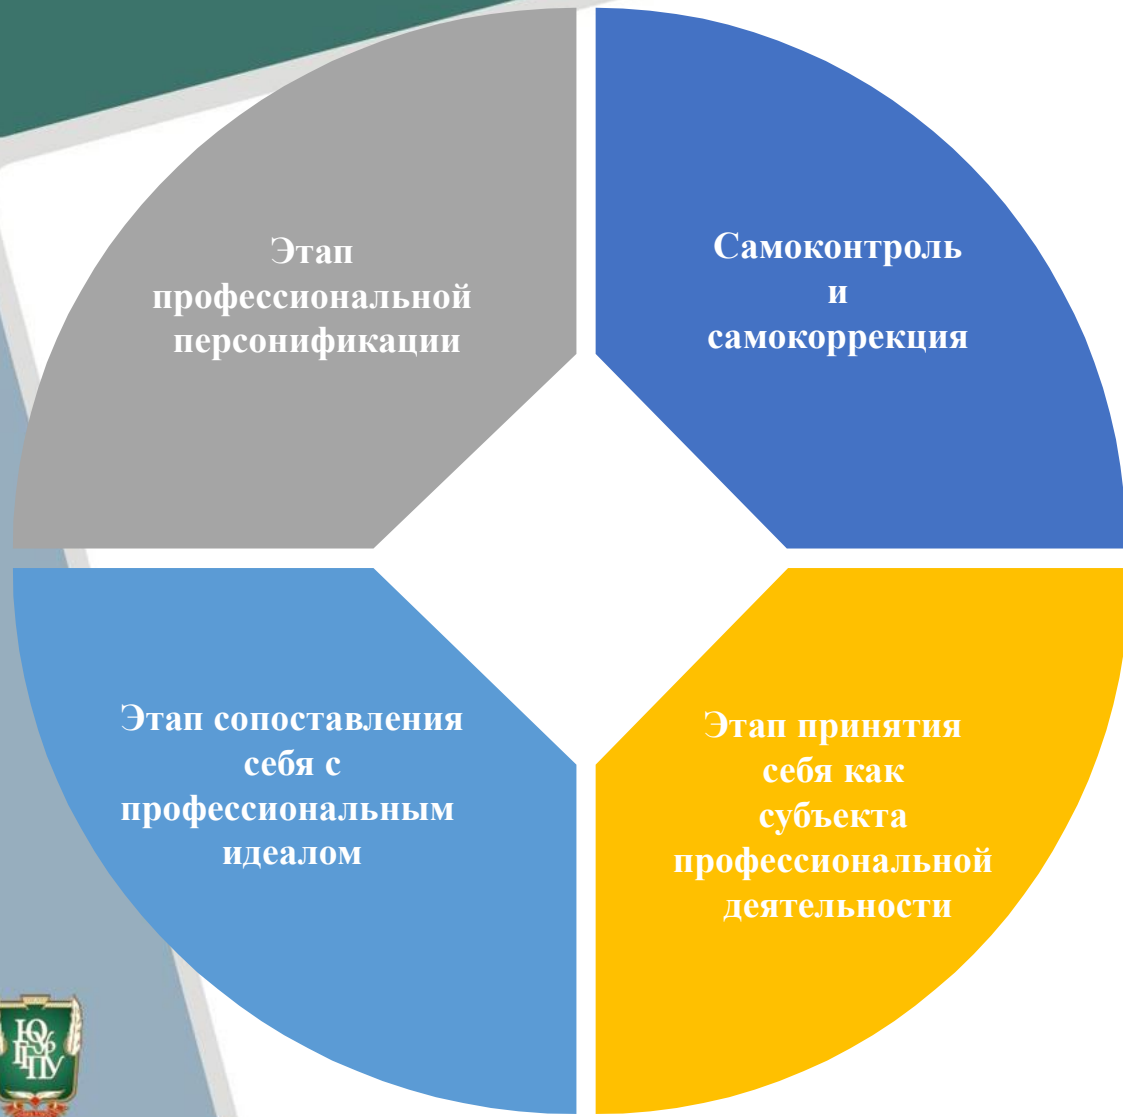 Этап
профессиональной
персонификации
Самоконтроль
и
самокоррекция
Этап сопоставления
себя с
профессиональным
идеалом
Этап принятия
себя как
субъекта
профессиональной
деятельности